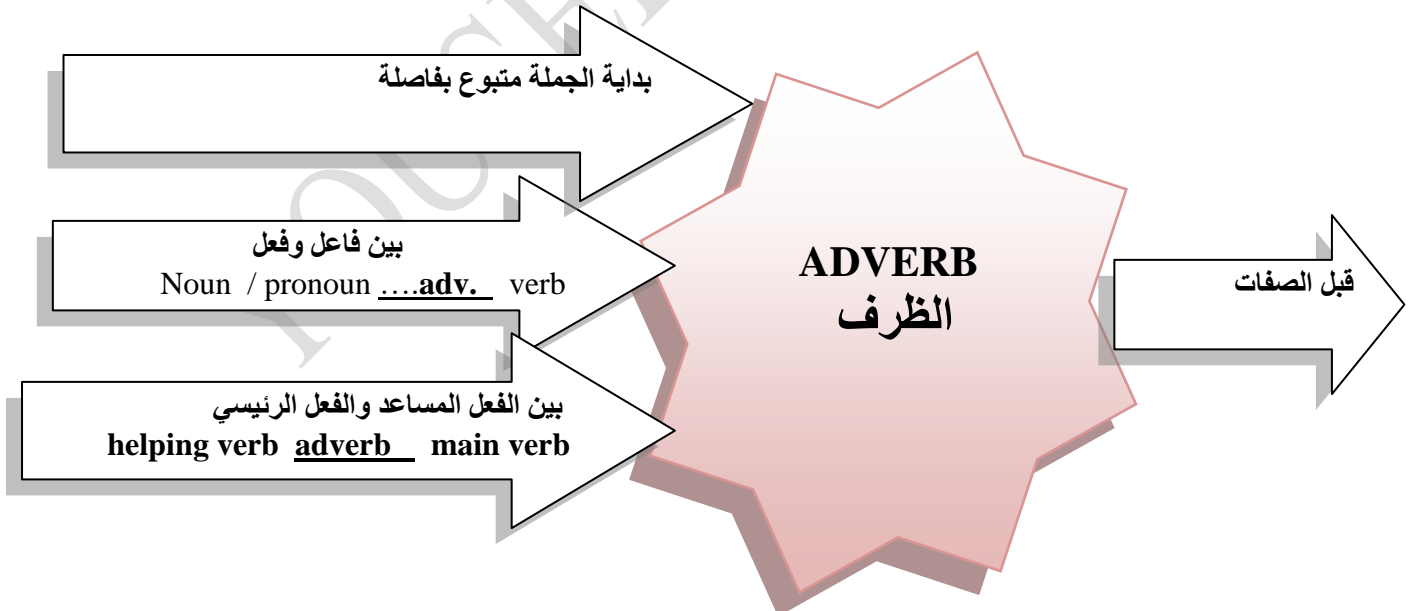 بداية الجملة متبوع بفاصلة
بين فاعل وفعل
Noun / pronoun ….adv. verb
بين الفعل المساعد والفعل الرئيسي
helping verb adverb main verb
ADVERB
الظرف
قبل الصفات